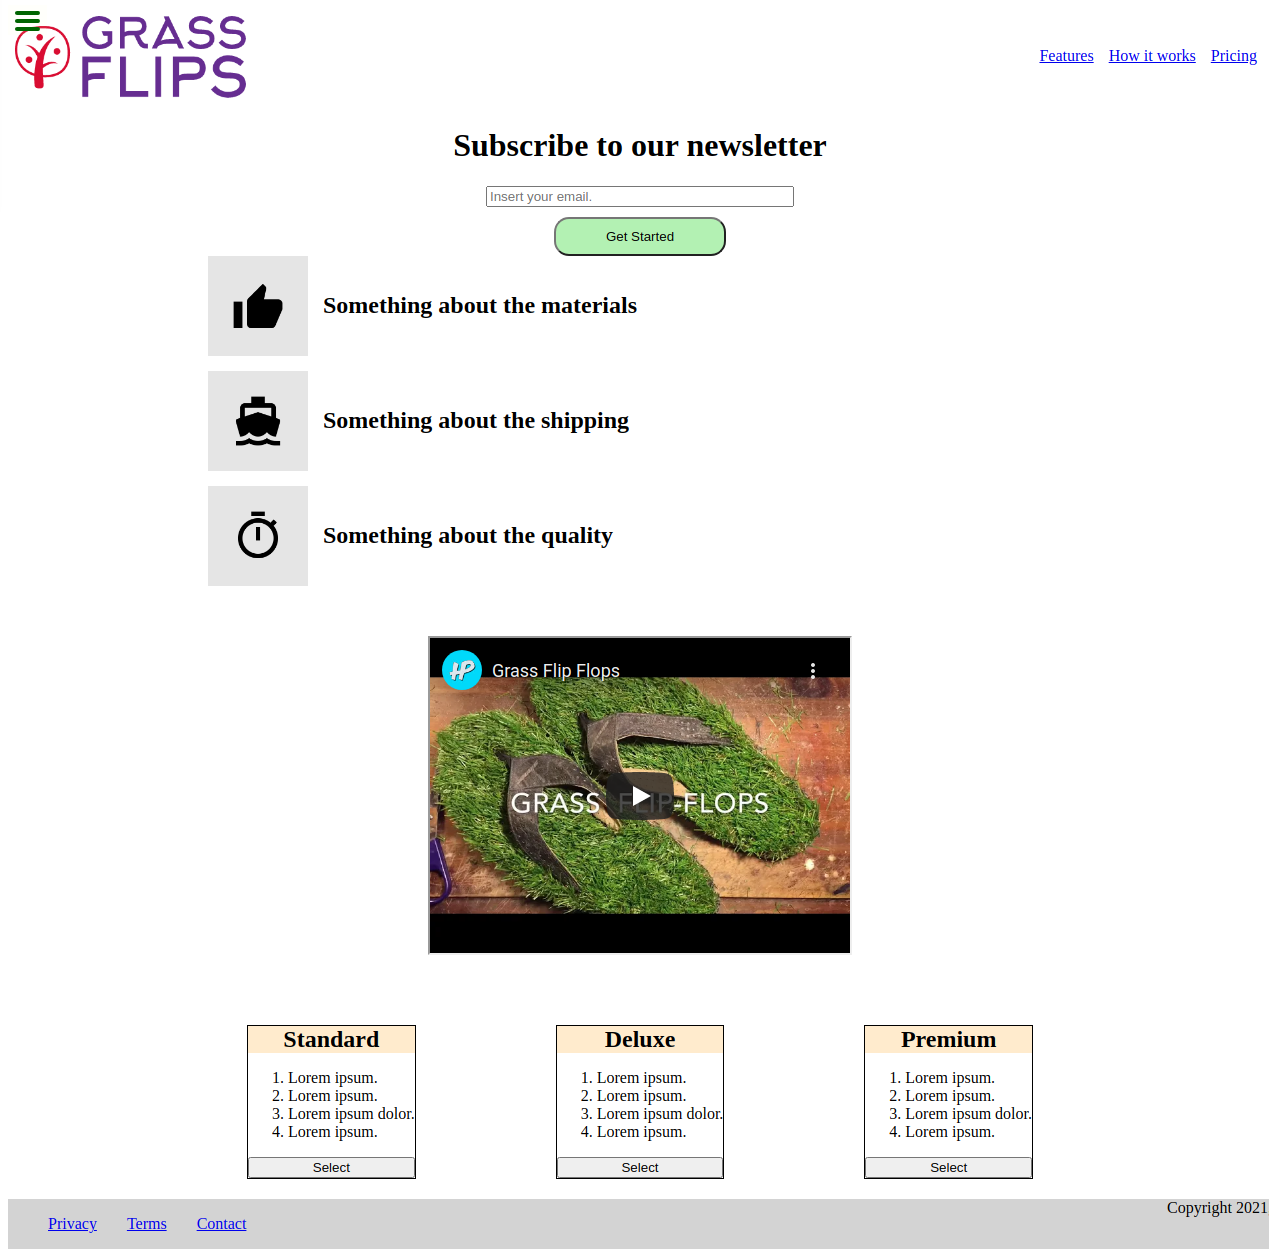 GRASS
FLIPS
Features How it works Pricing
Subscribe to our newsletter
Insert your email.
Get Started
Something about the materials
Something about the shipping
Something about the quality
HP Grass Flip Flops
GRASS FLIP-FLOPS
Standard
1. Lorem ipsum.
2. Lorem ipsum.
3. Lorem ipsum dolor.
4. Lorem ipsum.
Select
Deluxe
1. Lorem ipsum.
2. Lorem ipsum.
3. Lorem ipsum dolor.
4. Lorem ipsum.
Select
Premium
1. Lorem ipsum.
2. Lorem ipsum.
3. Lorem ipsum dolor.
4. Lorem ipsum.
Select
Privacy Terms Contact
Copyright 2021